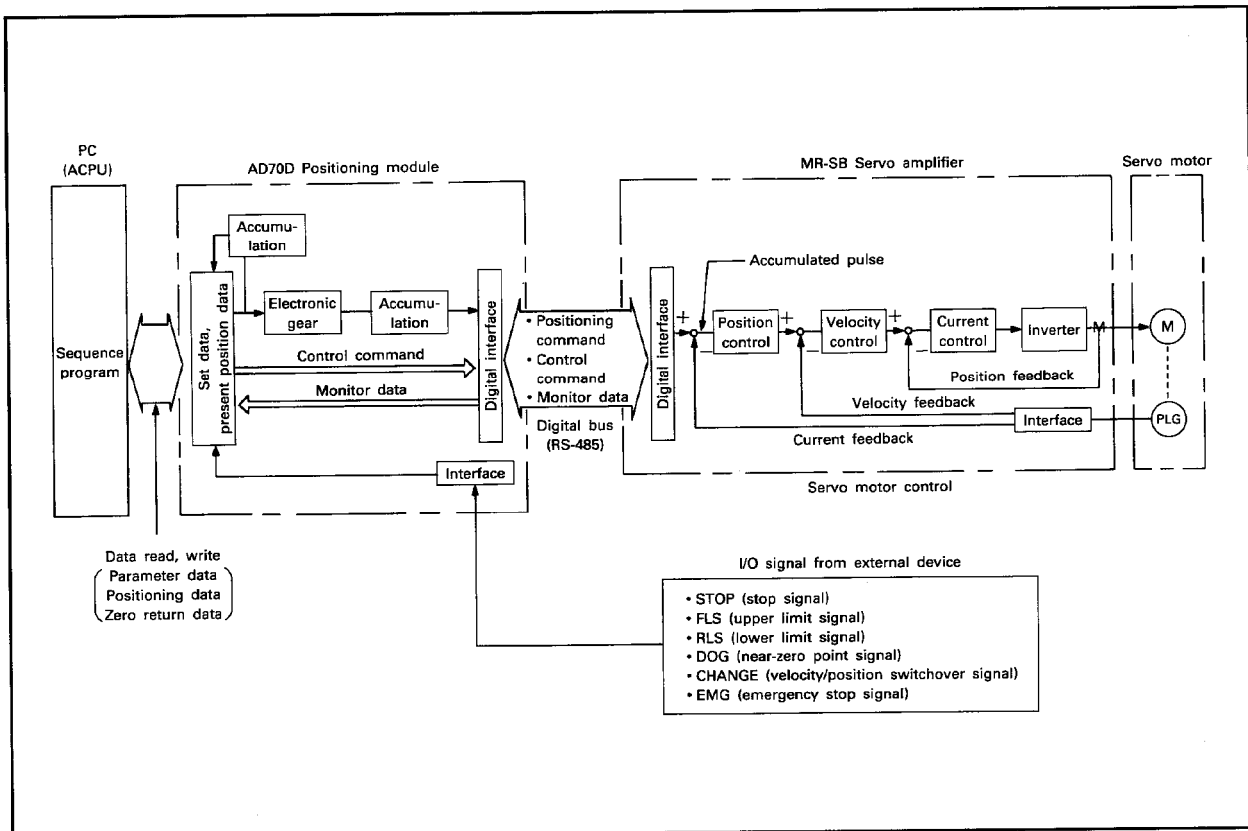 PC
(ACPU)
Sequence
program
Data read, write
Parameter data
Positioning data
Zero return data
AD70D Positioning module
Accumu-
lation
Set data,
present position data
Electronic
gear
Accumu-
lation
Control command
Monitor data
Digital interface
Interface
• Positioning
command
• Control
command
• Monitor data
Digital bus
(RS-485)
MR-SB Servo amplifier
Digital interface
Accumulated pulse
+
−
Position
control
+
−
Velocity
control
+
−
Current
control
Inverter
Position feedback
Velocity feedback
Current feedback
Interface
Servo motor control
Servo motor
M
PLG
I/O signal from external device
• STOP (stop signal)
• FLS (upper limit signal)
• RLS (lower limit signal)
• DOG (near-zero point signal)
• CHANGE (velocity/position switchover signal)
• EMG (emergency stop signal)